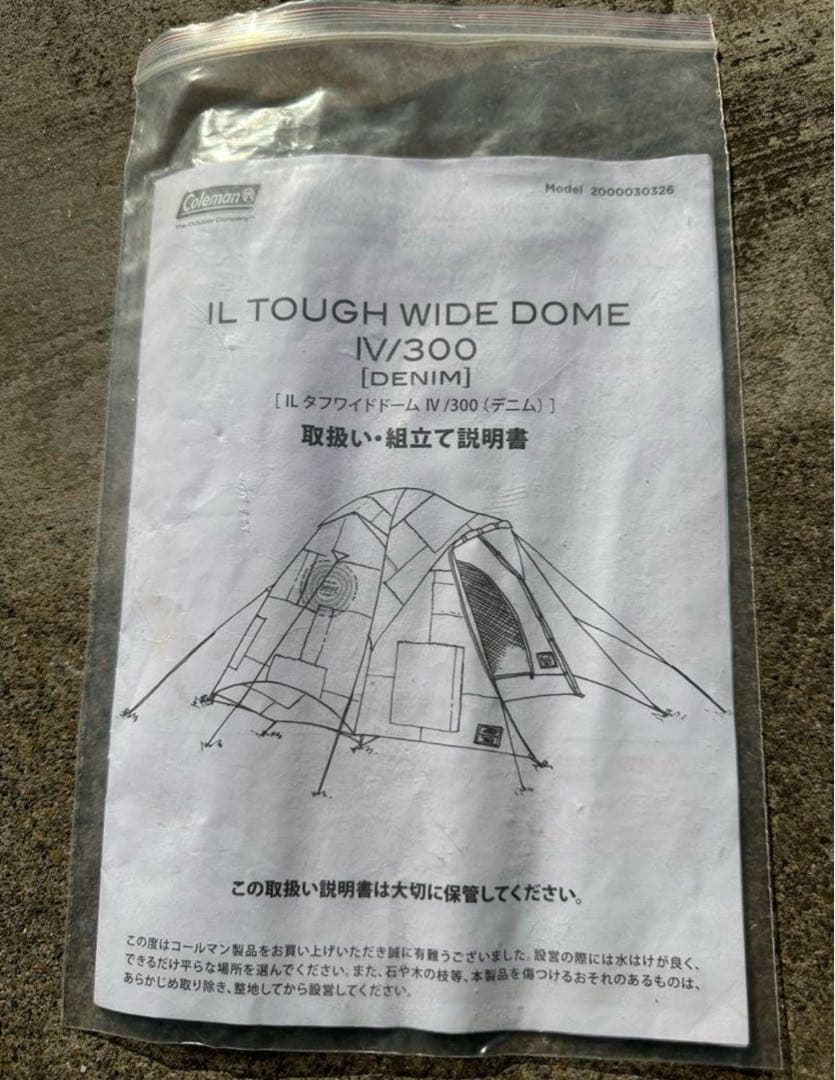 Coleman
The Outdoor Company™
Model 2000030326
IL TOUGH WIDE DOME
IV/300
[DENIM]
[ IL タフワイドドーム IV /300（デニム）]
取扱い・組立て説明書
この取扱い説明書は大切に保管してください。
この度はコールマン製品をお買い上げいただき誠に有難うございました。設営の際には水はけが良く、
できるだけ平らな場所を選んでください。また、石や木の枝等、本製品を傷つけるおそれのあるものは、
あらかじめ取り除き、整地してから設営してください。